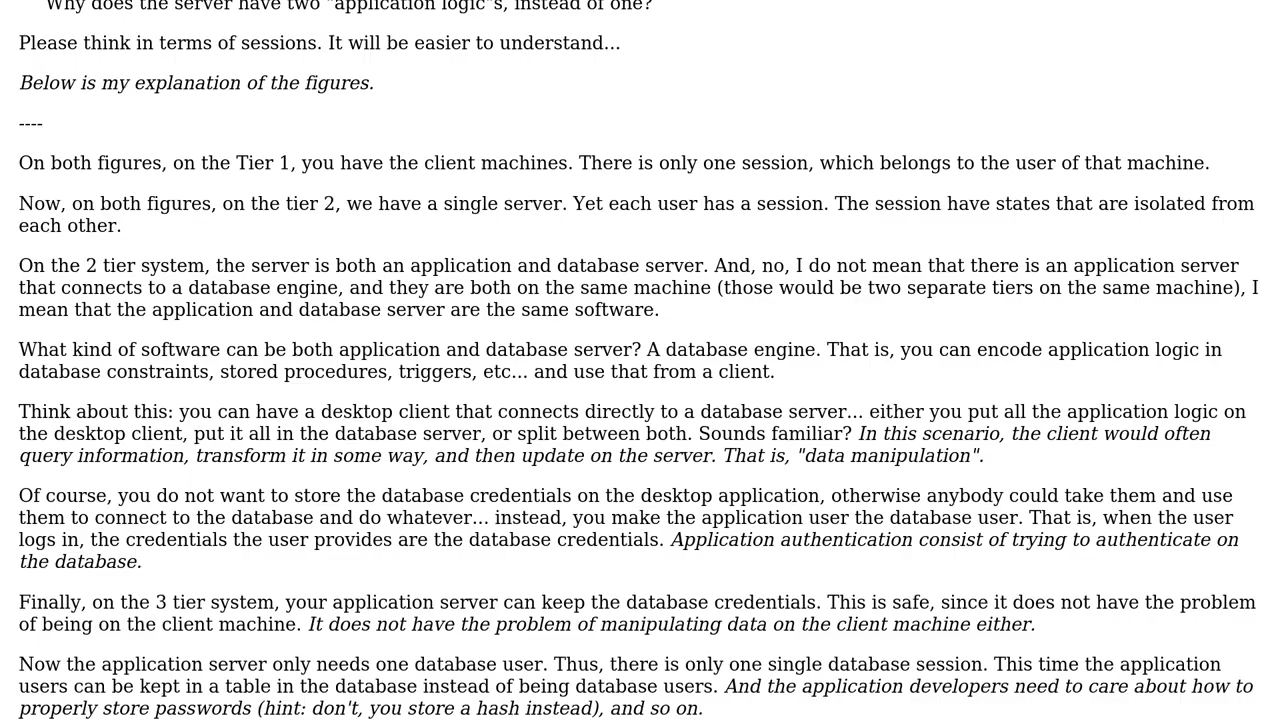 Why does the server have two "application logic"s, instead of one?
Please think in terms of sessions. It will be easier to understand...
Below is my explanation of the figures.
----
On both figures, on the Tier 1, you have the client machines. There is only one session, which belongs to the user of that machine.
Now, on both figures, on the tier 2, we have a single server. Yet each user has a session. The session have states that are isolated from
each other.
On the 2 tier system, the server is both an application and database server. And, no, I do not mean that there is an application server
that connects to a database engine, and they are both on the same machine (those would be two separate tiers on the same machine), I
mean that the application and database server are the same software.
What kind of software can be both application and database server? A database engine. That is, you can encode application logic in
database constraints, stored procedures, triggers, etc... and use that from a client.
Think about this: you can have a desktop client that connects directly to a database server... either you put all the application logic on
the desktop client, put it all in the database server, or split between both. Sounds familiar? In this scenario, the client would often
query information, transform it in some way, and then update on the server. That is, "data manipulation".
Of course, you do not want to store the database credentials on the desktop application, otherwise anybody could take them and use
them to connect to the database and do whatever... instead, you make the application user the database user. That is, when the user
logs in, the credentials the user provides are the database credentials. Application authentication consist of trying to authenticate on
the database.
Finally, on the 3 tier system, your application server can keep the database credentials. This is safe, since it does not have the problem
of being on the client machine. It does not have the problem of manipulating data on the client machine either.
Now the application server only needs one database user. Thus, there is only one single database session. This time the application
users can be kept in a table in the database instead of being database users. And the application developers need to care about how to
properly store passwords (hint: don't, you store a hash instead), and so on.